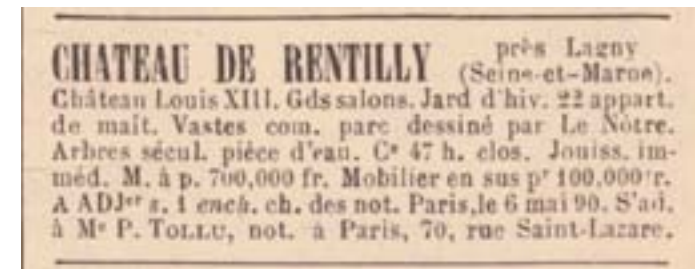 CHATEAU DE RENTILLY près Lagny
(Seine-et-Marne).
Château Louis XIII. Gds salons. Jard d'hiv. 22 appart.
de mait. Vastes com. parc dessiné par Le Nôtre.
Arbres sécul. pièce d'eau. Ce 47 h. clos. Jouiss. im-
méd. M. à p. 700,000 fr. Mobilier en sus pr 100,000 fr.
A ADJer s. 1 ench. ch. des not. Paris, le 6 mai 90. S'ad.
à Me P. TOLLU, not. à Paris, 70, rue Saint-Lazare.